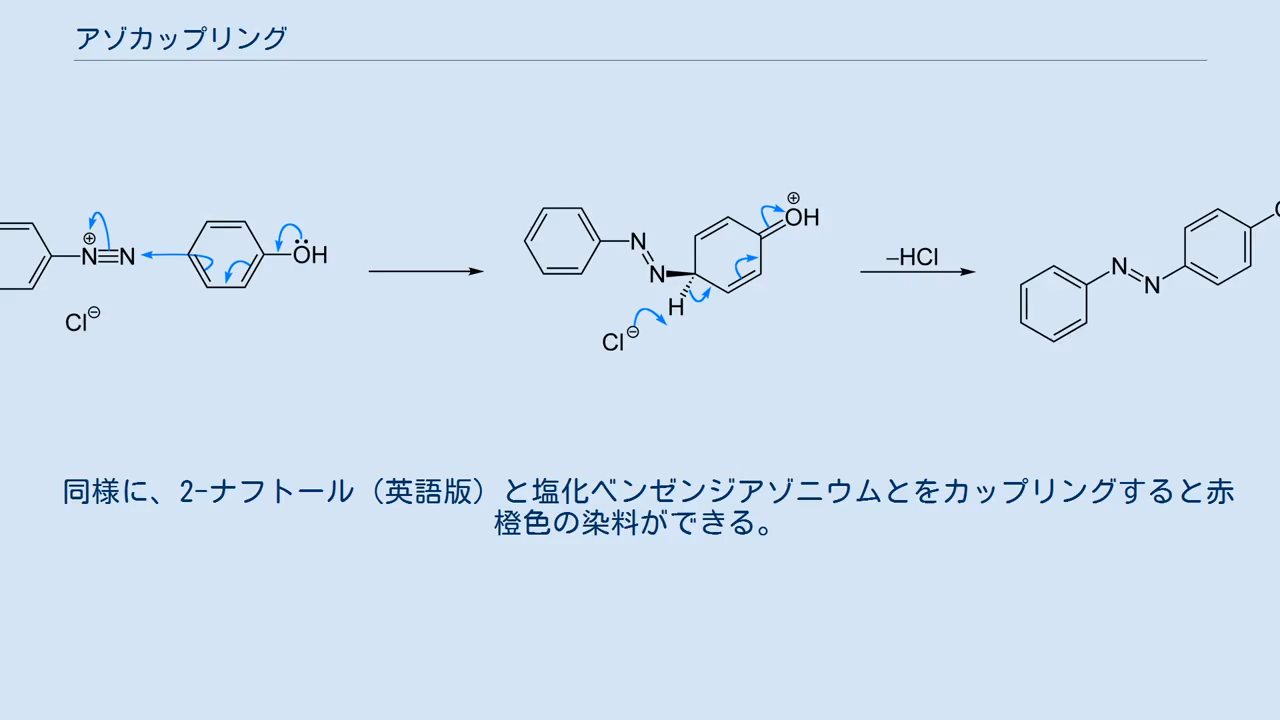 アゾカップリング
⊕
N≡N
ÖH
Cl⊖
N
N
H
Cl⊖
⊕
OH
–HCl
N
N
同様に、2-ナフトール（英語版）と塩化ベンゼンジアゾニウムとをカップリングすると赤
橙色の染料ができる。